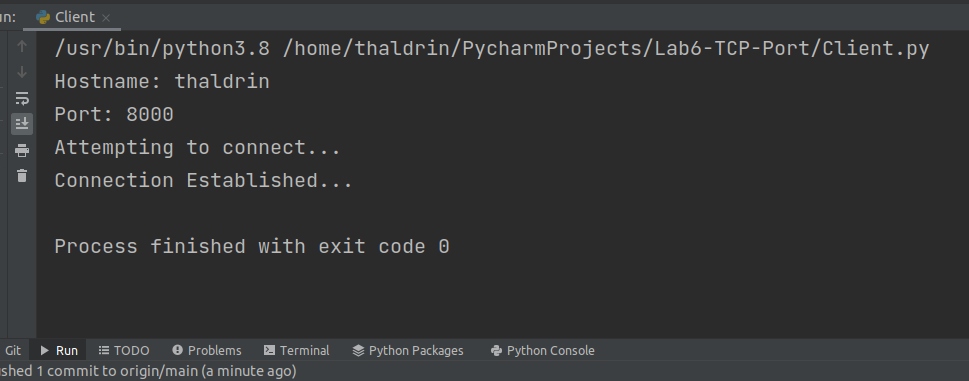 Client
/usr/bin/python3.8 /home/thaldrin/PycharmProjects/Lab6-TCP-Port/Client.py
Hostname: thaldrin
Port: 8000
Attempting to connect...
Connection Established...
Process finished with exit code 0
Git Run TODO Problems Terminal Python Packages Python Console
1 commit to origin/main (a minute ago)